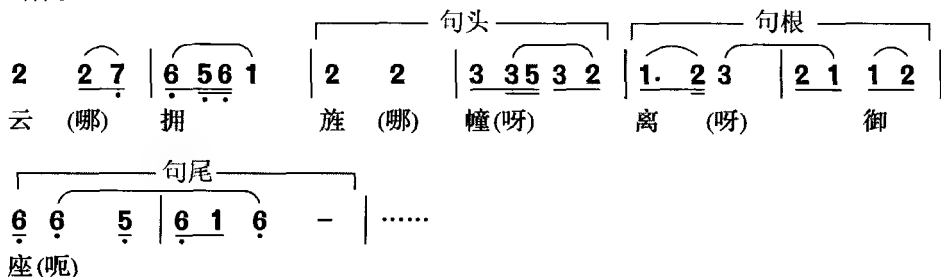 句头 句根
2 2 7 | 6 5 6 1 | 2 2 | 3 3 5 3 2 | 1. 2 3 | 2 1 1 2 |
云 (哪) 拥 旌 (哪) 幢(呀) 离 (呀) 御
句尾
6 6 5 | 6 1 6 – | ……
座(呃)